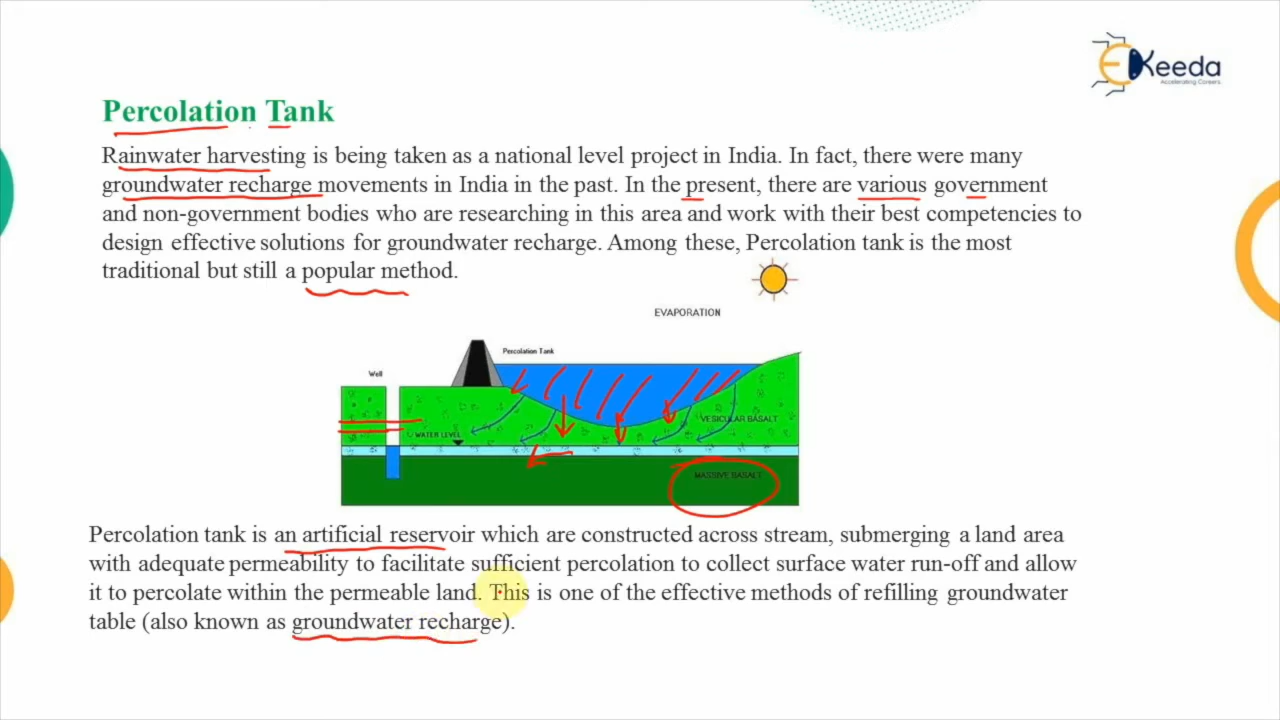 EKeeda
Accelerating Careers
Percolation Tank
Rainwater harvesting is being taken as a national level project in India. In fact, there were many
groundwater recharge movements in India in the past. In the present, there are various government
and non-government bodies who are researching in this area and work with their best competencies to
design effective solutions for groundwater recharge. Among these, Percolation tank is the most
traditional but still a popular method.
EVAPORATION
Percolation Tank
Well
VESICULAR BASALT
WATER LEVEL
MASSIVE BASALT
Percolation tank is an artificial reservoir which are constructed across stream, submerging a land area
with adequate permeability to facilitate sufficient percolation to collect surface water run-off and allow
it to percolate within the permeable land. This is one of the effective methods of refilling groundwater
table (also known as groundwater recharge).